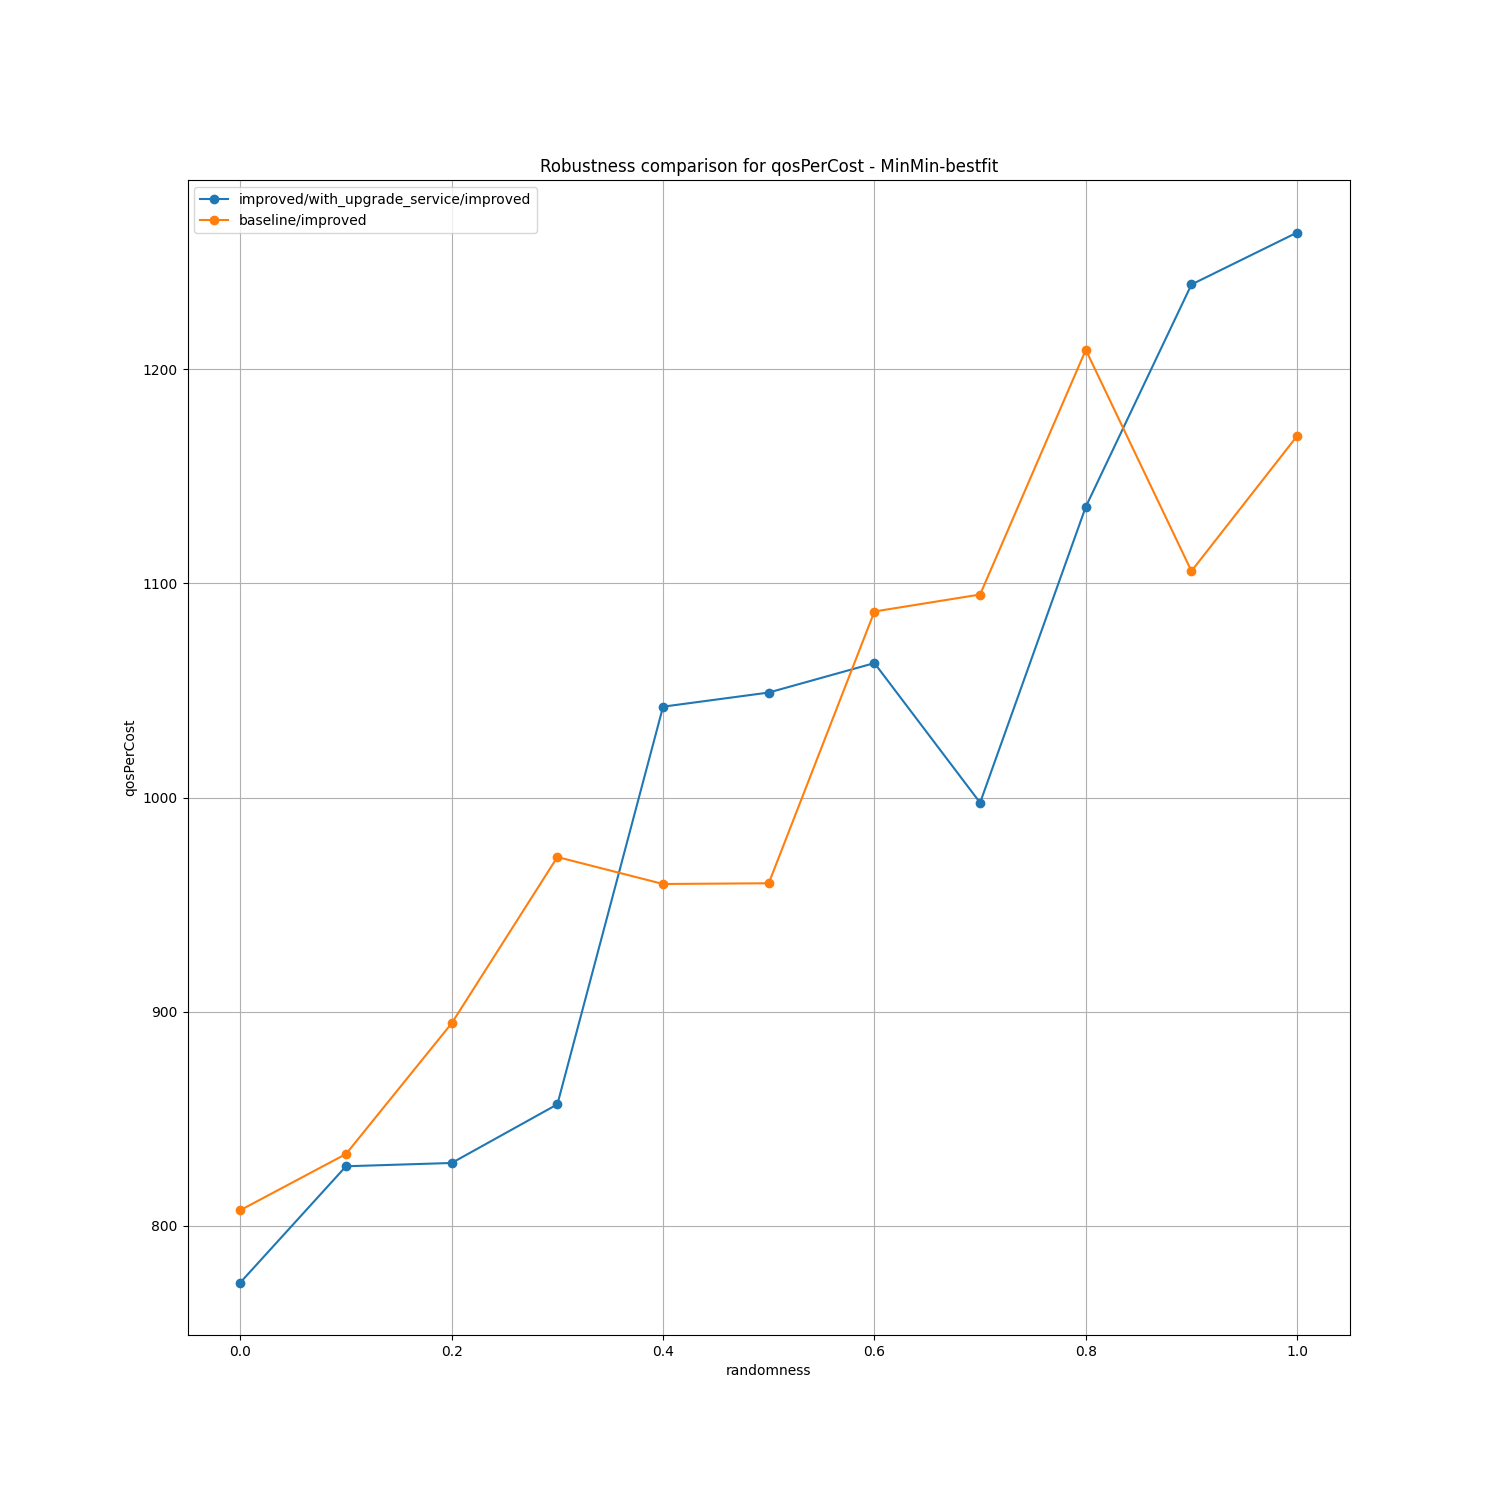 Robustness comparison for qosPerCost - MinMin-bestfit
improved/with_upgrade_service/improved
baseline/improved
qosPerCost
1200
1100
1000
900
800
0.0 0.2 0.4 0.6 0.8 1.0
randomness